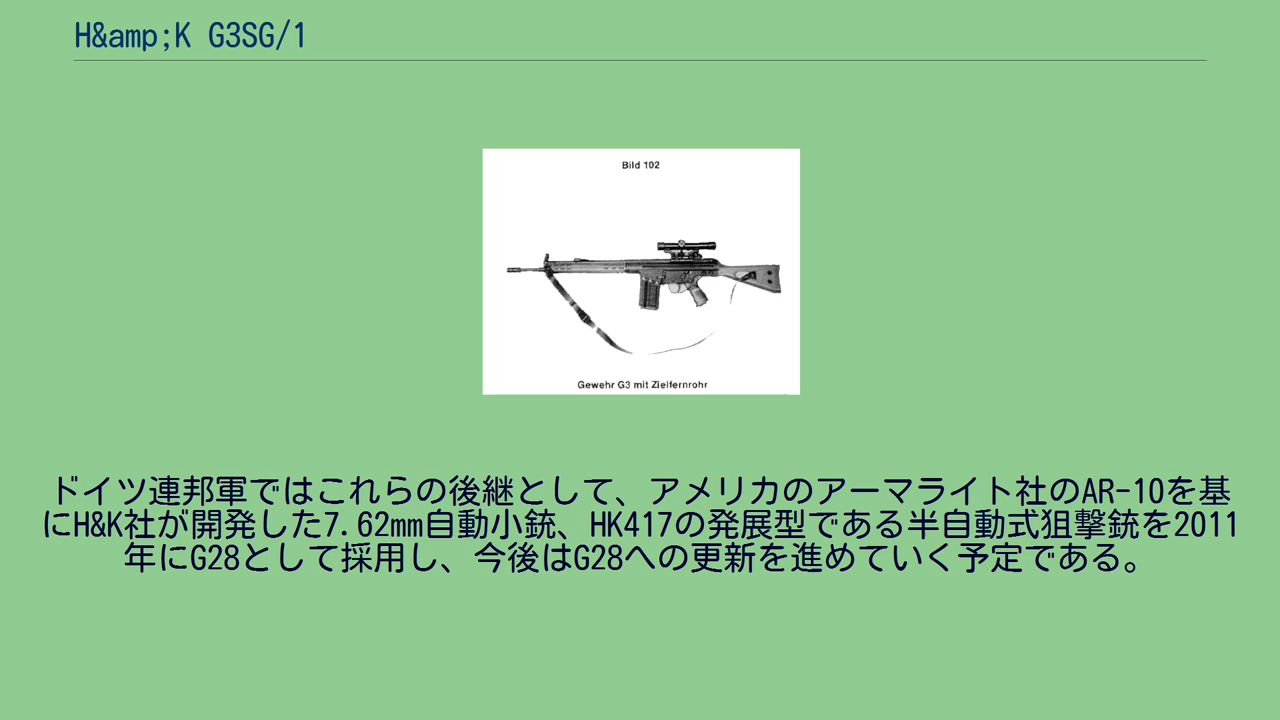 H&amp;K G3SG/1
Bild 102
Gewehr G3 mit Zielfernrohr
ドイツ連邦軍ではこれらの後継として、アメリカのアーマライト社のAR-10を基
にH&K社が開発した7.62mm自動小銃、HK417の発展型である半自動式狙撃銃を2011
年にG28として採用し、今後はG28への更新を進めていく予定である。